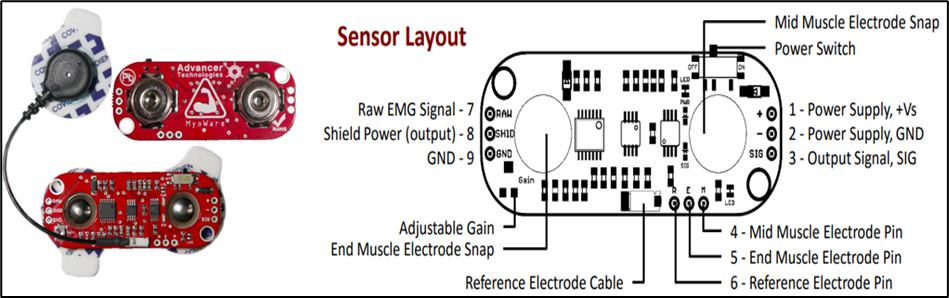 Sensor Layout
Mid Muscle Electrode Snap
Power Switch
Raw EMG Signal - 7
Shield Power (output) - 8
GND - 9
1 - Power Supply, +Vs
2 - Power Supply, GND
3 - Output Signal, SIG
Adjustable Gain
End Muscle Electrode Snap
Reference Electrode Cable
4 - Mid Muscle Electrode Pin
5 - End Muscle Electrode Pin
6 - Reference Electrode Pin
OFF
ON
LED
PWR
RAW
SHID
GND
+
-
SIG
SIG
Gain
R E M
LED
Advancer
Technologies
MyoWare
COVIDIEN